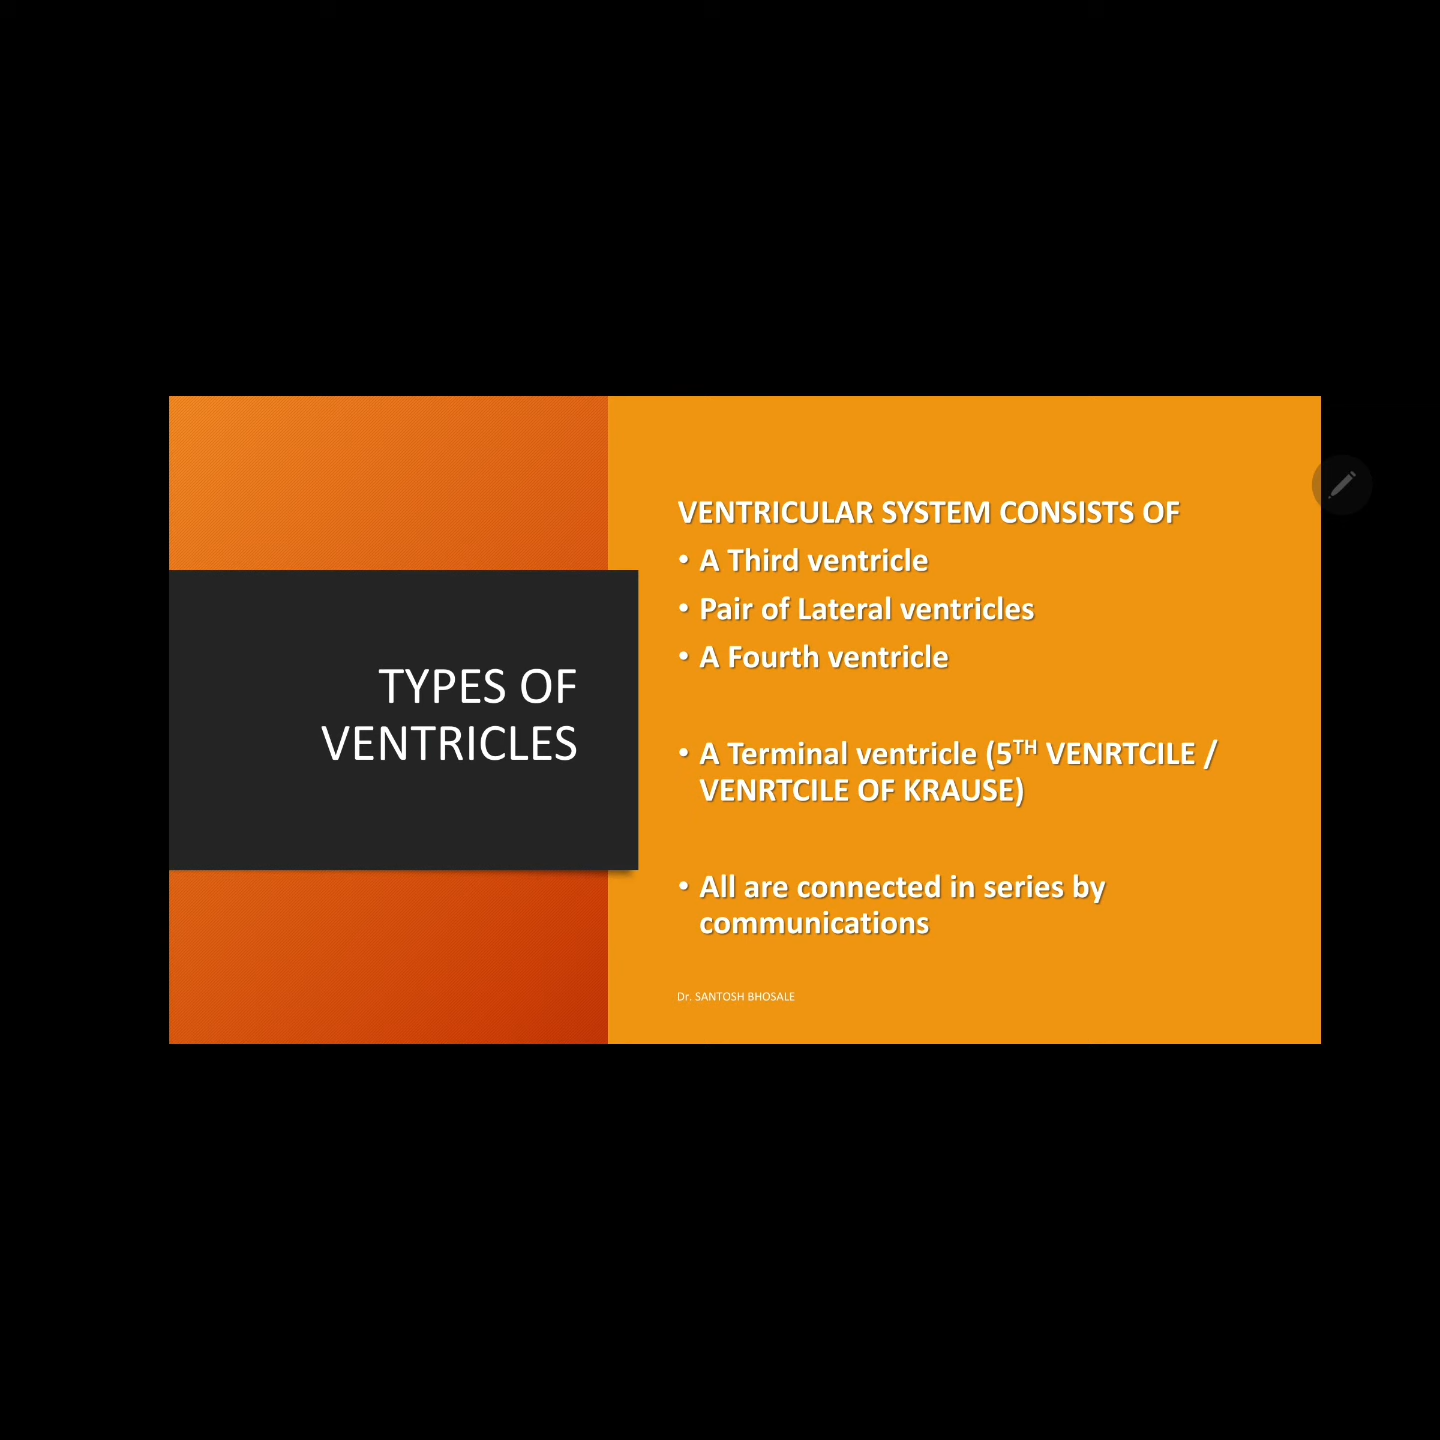 TYPES OF
VENTRICLES
VENTRICULAR SYSTEM CONSISTS OF
• A Third ventricle
• Pair of Lateral ventricles
• A Fourth ventricle
• A Terminal ventricle (5TH VENRTCILE /
VENRTCILE OF KRAUSE)
• All are connected in series by
communications
Dr. SANTOSH BHOSALE